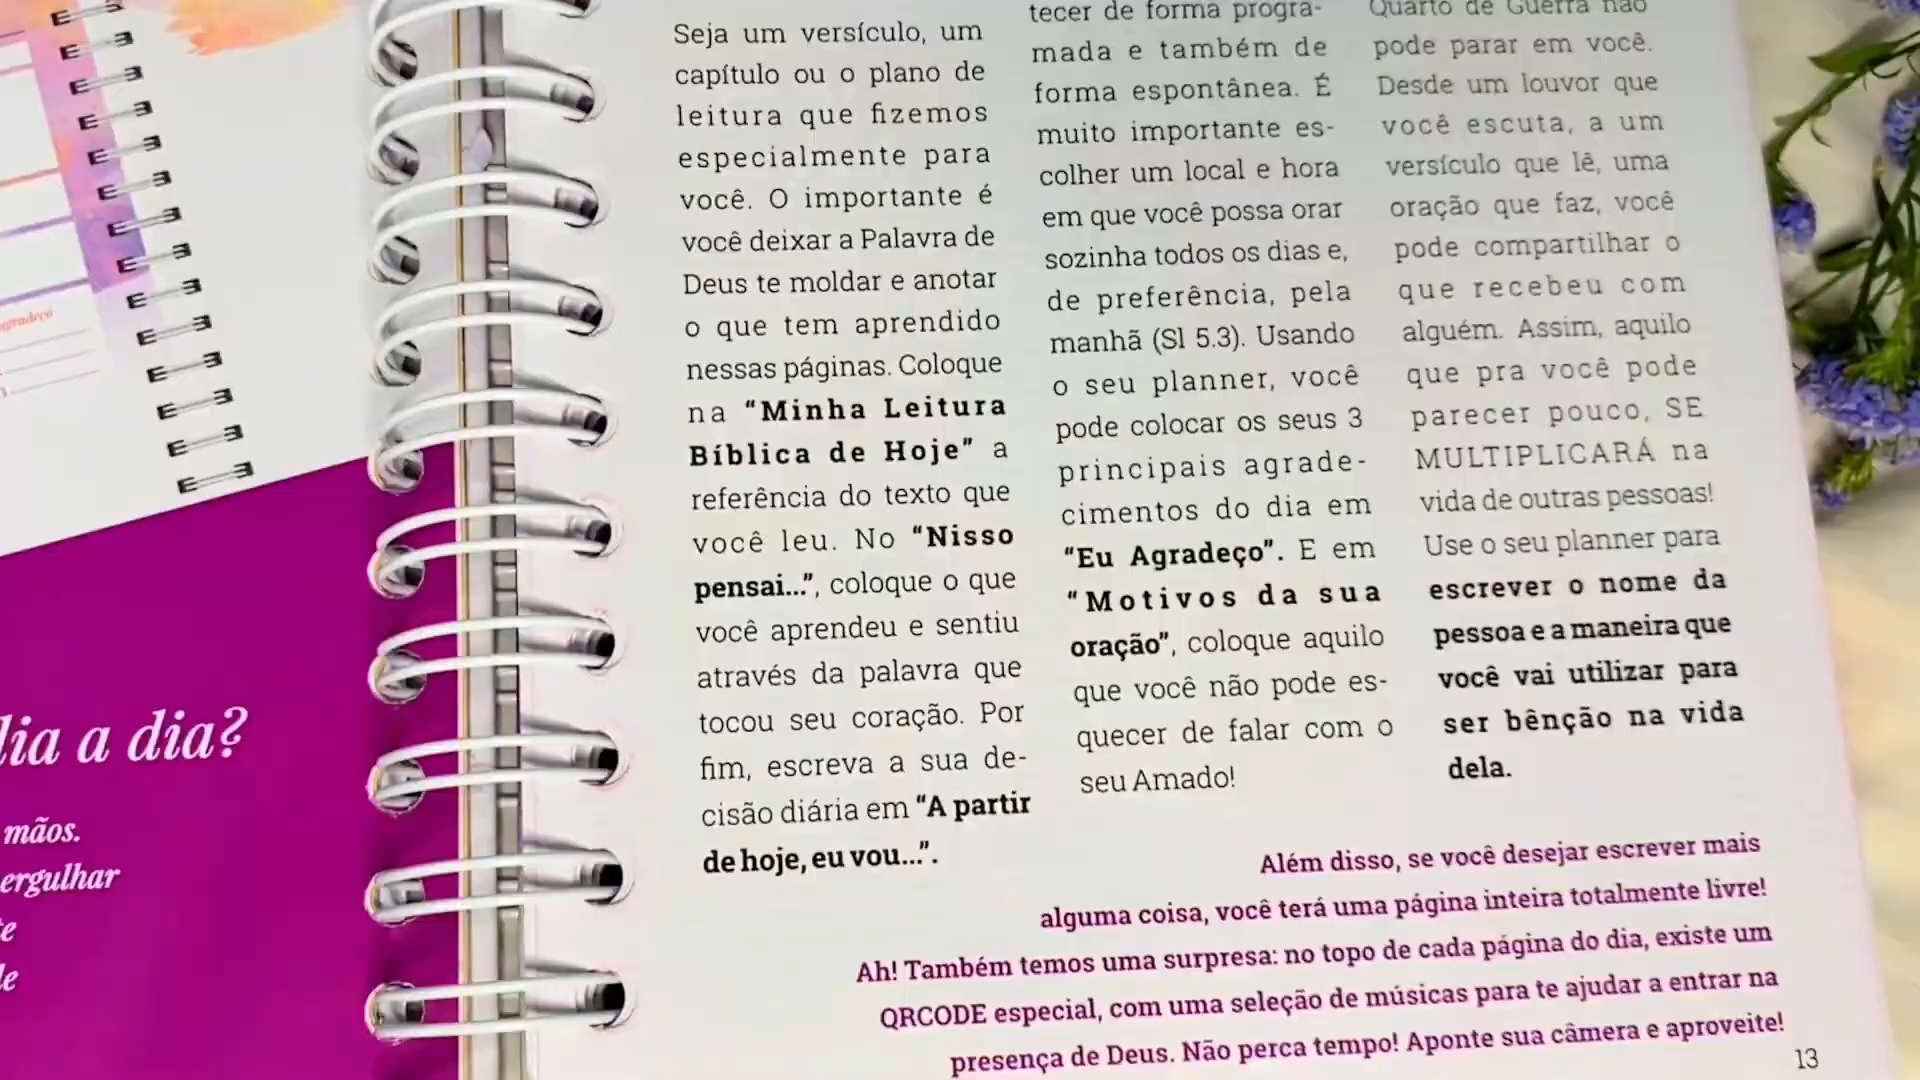 agradeço
dia a dia?
mãos.
ergulhar
Seja um versículo, um
capítulo ou o plano de
leitura que fizemos
especialmente para
você. O importante é
você deixar a Palavra de
Deus te moldar e anotar
o que tem aprendido
nessas páginas. Coloque
na “Minha Leitura
Bíblica de Hoje” a
referência do texto que
você leu. No “Nisso
pensai...”, coloque o que
você aprendeu e sentiu
através da palavra que
tocou seu coração. Por
fim, escreva a sua de-
cisão diária em “A partir
de hoje, eu vou...”.
tecer de forma progra-
mada e também de
forma espontânea. É
muito importante es-
colher um local e hora
em que você possa orar
sozinha todos os dias e,
de preferência, pela
manhã (Sl 5.3). Usando
o seu planner, você
pode colocar os seus 3
principais agrade-
cimentos do dia em
“Eu Agradeço”. E em
“Motivos da sua
oração”, coloque aquilo
que você não pode es-
quecer de falar com o
seu Amado!
Quarto de Guerra não
pode parar em você.
Desde um louvor que
você escuta, a um
versículo que lê, uma
oração que faz, você
pode compartilhar o
que recebeu com
alguém. Assim, aquilo
que pra você pode
parecer pouco, SE
MULTIPLICARÁ na
vida de outras pessoas!
Use o seu planner para
escrever o nome da
pessoa e a maneira que
você vai utilizar para
ser bênção na vida
dela.
Além disso, se você desejar escrever mais
alguma coisa, você terá uma página inteira totalmente livre!
Ah! Também temos uma surpresa: no topo de cada página do dia, existe um
QRCODE especial, com uma seleção de músicas para te ajudar a entrar na
presença de Deus. Não perca tempo! Aponte sua câmera e aproveite!
13